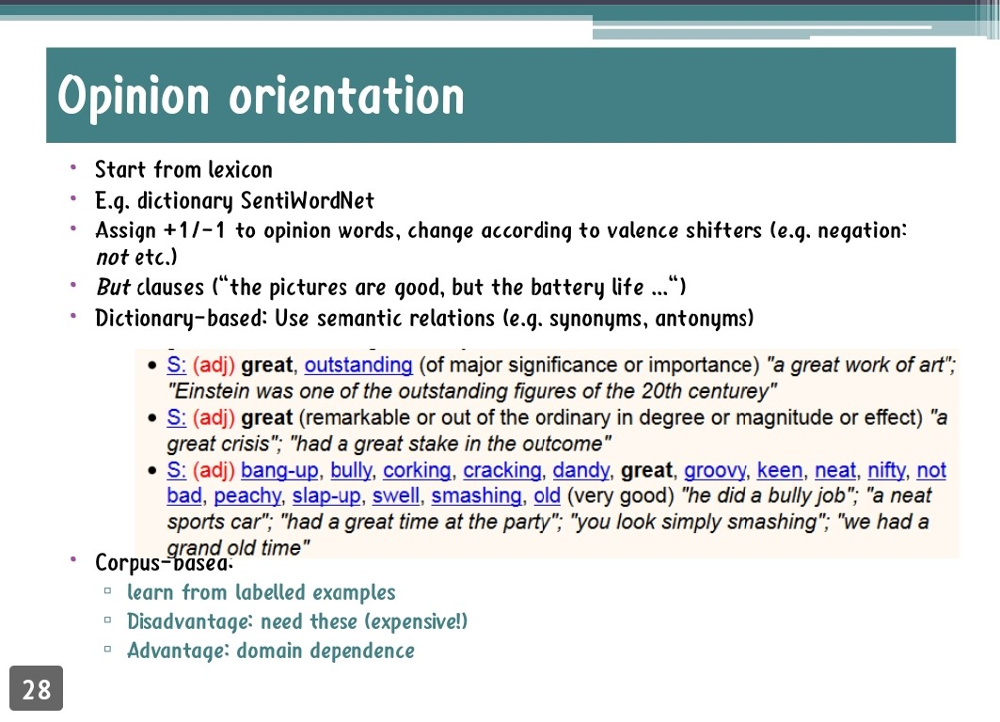 Opinion orientation
• Start from lexicon
• E.g. dictionary SentiWordNet
• Assign +1/-1 to opinion words, change according to valence shifters (e.g. negation:
not etc.)
• But clauses (“the pictures are good, but the battery life ...“)
• Dictionary-based: Use semantic relations (e.g. synonyms, antonyms)
• S: (adj) great, outstanding (of major significance or importance) "a great work of art";
"Einstein was one of the outstanding figures of the 20th centurey"
• S: (adj) great (remarkable or out of the ordinary in degree or magnitude or effect) "a
great crisis"; "had a great stake in the outcome"
• S: (adj) bang-up, bully, corking, cracking, dandy, great, groovy, keen, neat, nifty, not
bad, peachy, slap-up, swell, smashing, old (very good) "he did a bully job"; "a neat
sports car"; "had a great time at the party"; "you look simply smashing"; "we had a
grand old time"
• Corpus-based:
▫ learn from labelled examples
▫ Disadvantage: need these (expensive!)
▫ Advantage: domain dependence
28